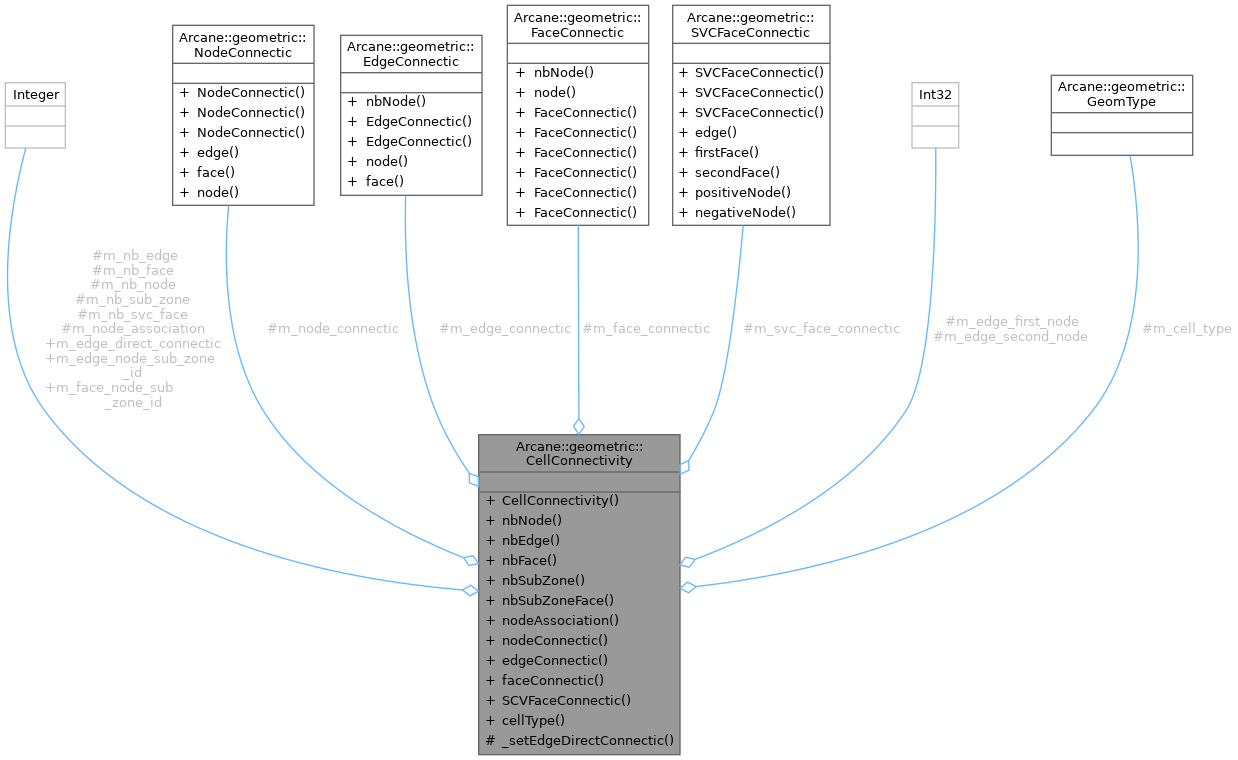 Integer
Arcane::geometric::
NodeConnectic
+ NodeConnectic()
+ NodeConnectic()
+ NodeConnectic()
+ edge()
+ face()
+ node()
Arcane::geometric::
EdgeConnectic
+ nbNode()
+ EdgeConnectic()
+ EdgeConnectic()
+ node()
+ face()
Arcane::geometric::
FaceConnectic
+ nbNode()
+ node()
+ FaceConnectic()
+ FaceConnectic()
+ FaceConnectic()
+ FaceConnectic()
+ FaceConnectic()
+ FaceConnectic()
Arcane::geometric::
SVCFaceConnectic
+ SVCFaceConnectic()
+ SVCFaceConnectic()
+ SVCFaceConnectic()
+ edge()
+ firstFace()
+ secondFace()
+ positiveNode()
+ negativeNode()
Int32
Arcane::geometric::
GeomType
#m_nb_edge
#m_nb_face
#m_nb_node
#m_nb_sub_zone
#m_nb_svc_face
#m_node_association
+m_edge_direct_connectic
+m_edge_node_sub_zone
_id
+m_face_node_sub
_zone_id
#m_node_connectic
#m_edge_connectic
#m_face_connectic
#m_svc_face_connectic
#m_edge_first_node
#m_edge_second_node
#m_cell_type
Arcane::geometric::
CellConnectivity
+ CellConnectivity()
+ nbNode()
+ nbEdge()
+ nbFace()
+ nbSubZone()
+ nbSubZoneFace()
+ nodeAssociation()
+ nodeConnectic()
+ edgeConnectic()
+ faceConnectic()
+ SCVFaceConnectic()
+ cellType()
# _setEdgeDirectConnectic()